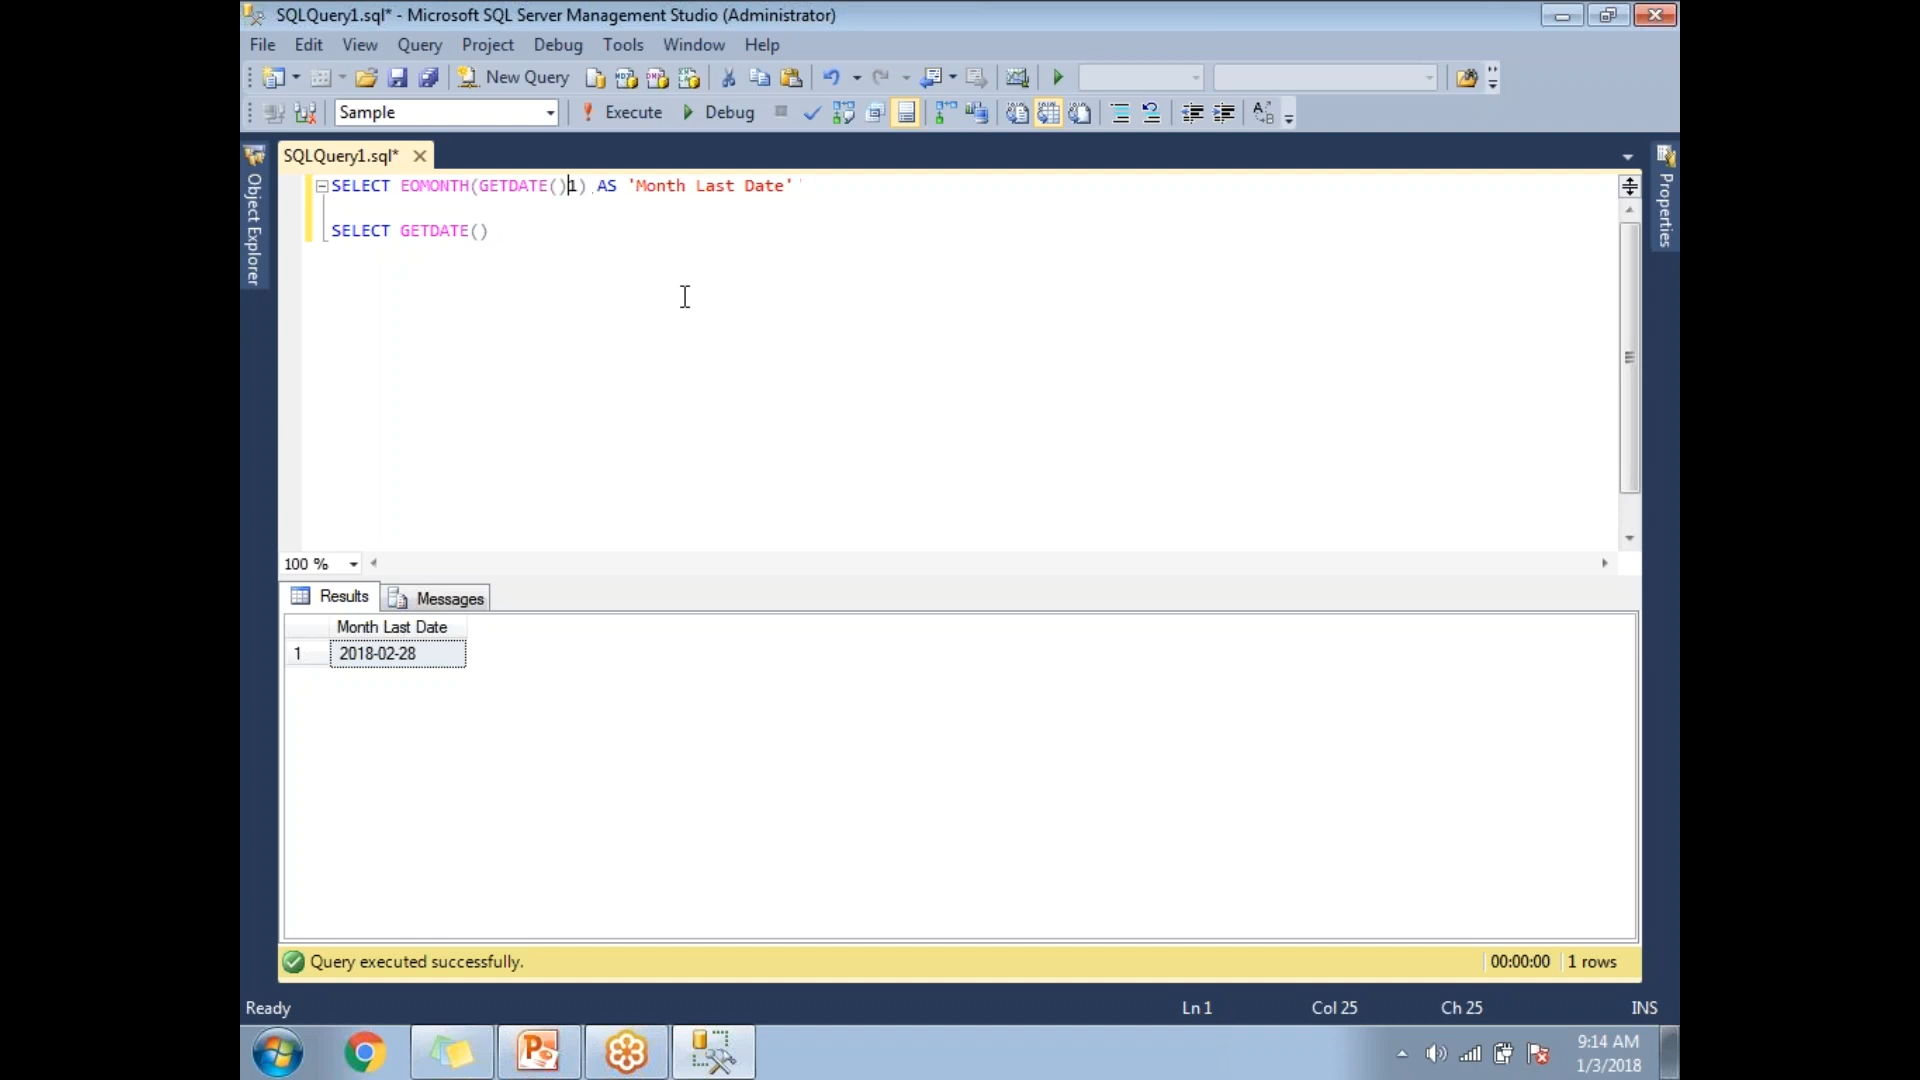 SQLQuery1.sql* - Microsoft SQL Server Management Studio (Administrator)
File Edit View Query Project Debug Tools Window Help
New Query
Sample Execute Debug
Object Explorer
SQLQuery1.sql*
Properties
SELECT EOMONTH(GETDATE()1) AS 'Month Last Date'
SELECT GETDATE()
100 %
Results Messages
Month Last Date
1 2018-02-28
Query executed successfully. 00:00:00 1 rows
Ready Ln 1 Col 25 Ch 25 INS
9:14 AM
1/3/2018